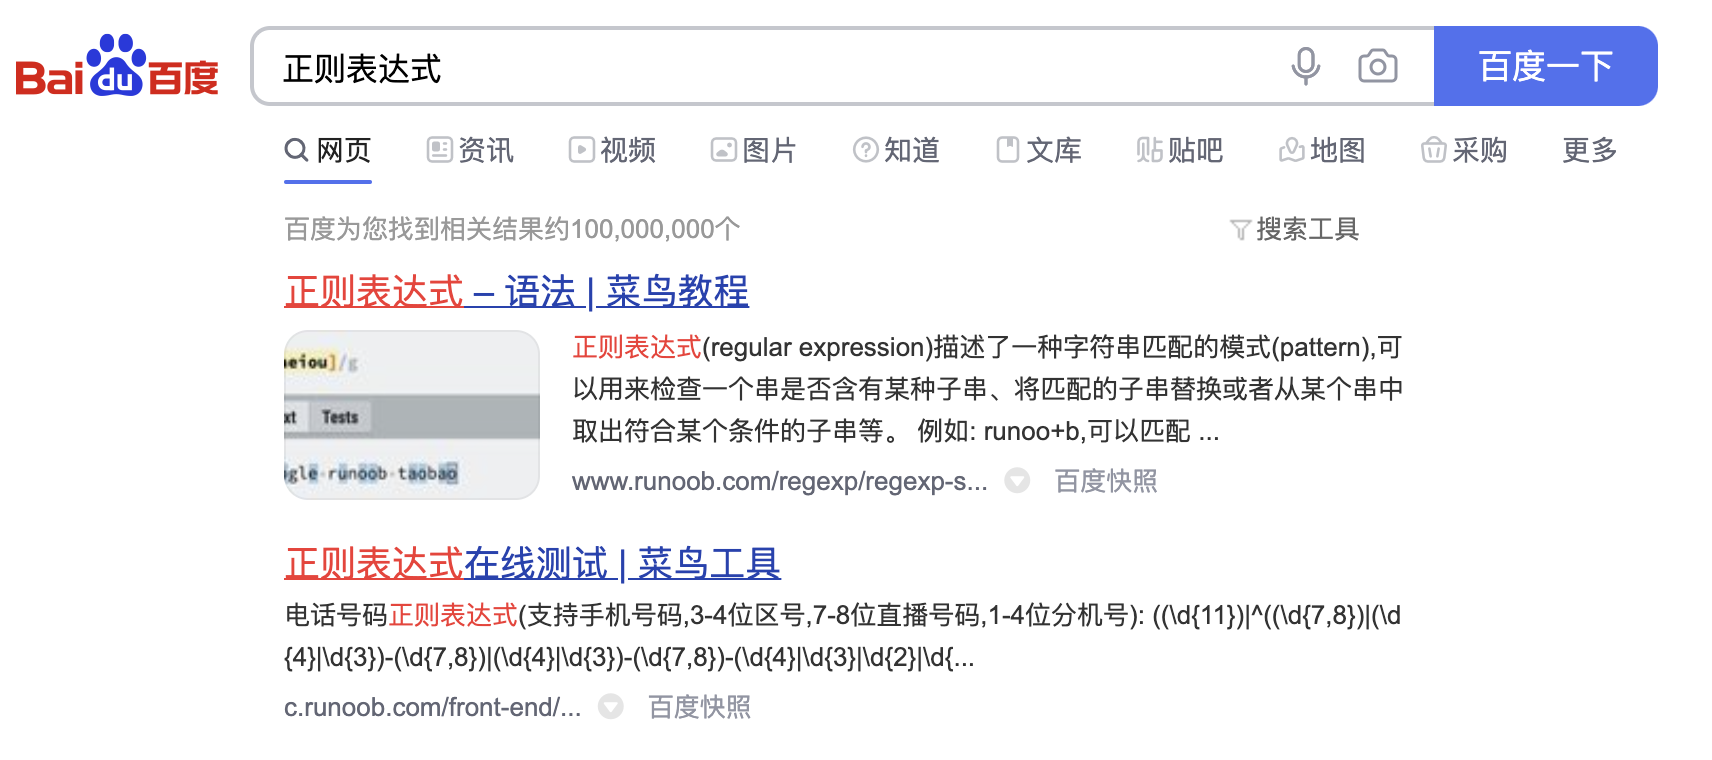 Bai du 百度
正则表达式
百度一下
网页 资讯 视频 图片 知道 文库 贴吧 地图 采购 更多
百度为您找到相关结果约100,000,000个 搜索工具
正则表达式 – 语法 | 菜鸟教程
eiou]/g
正则表达式(regular expression)描述了一种字符串匹配的模式(pattern),可
以用来检查一个串是否含有某种子串、将匹配的子串替换或者从某个串中
xt Tests
取出符合某个条件的子串等。 例如: runoo+b,可以匹配 ...
gle runoob taobao
www.runoob.com/regexp/regexp-s... 百度快照
正则表达式在线测试 | 菜鸟工具
电话号码正则表达式(支持手机号码,3-4位区号,7-8位直播号码,1-4位分机号): ((\d{11})|^((\d{7,8})|(\d
{4}|\d{3})-(\d{7,8})|(\d{4}|\d{3})-(\d{7,8})-(\d{4}|\d{3}|\d{2}|\d{...
c.runoob.com/front-end/... 百度快照